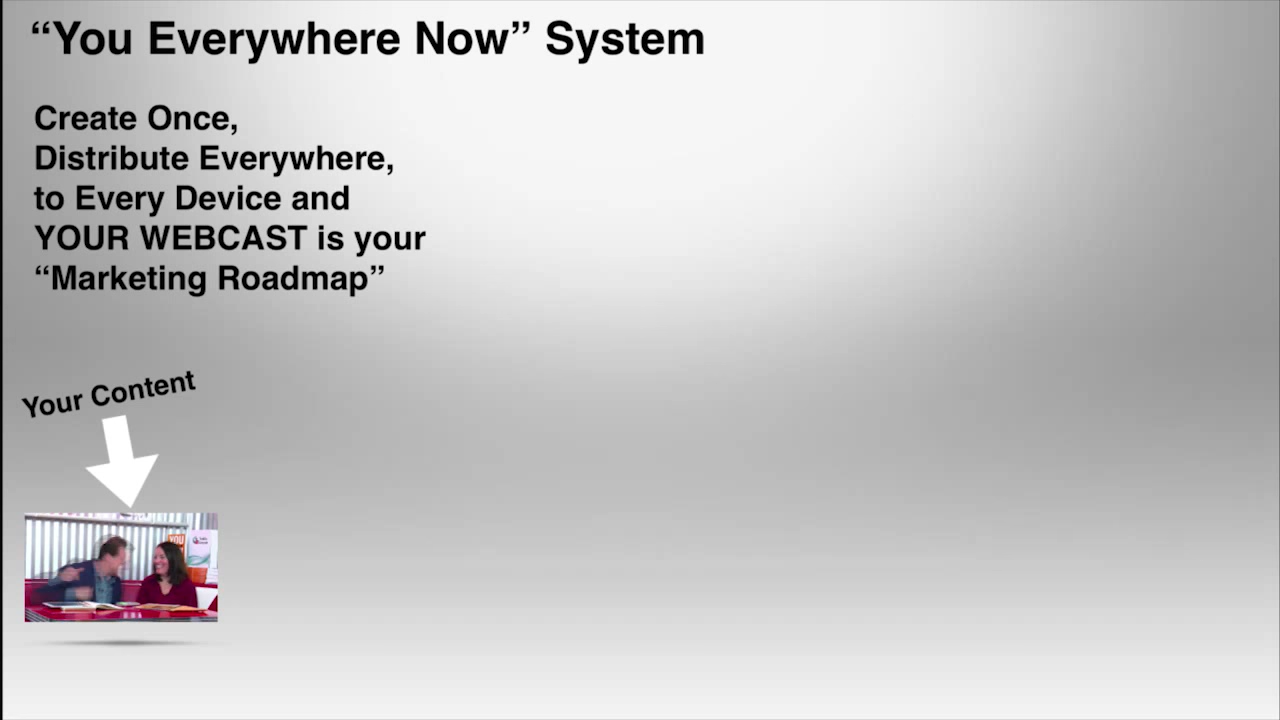 “You Everywhere Now” System
Create Once,
Distribute Everywhere,
to Every Device and
YOUR WEBCAST is your
“Marketing Roadmap”
Your Content
YOU